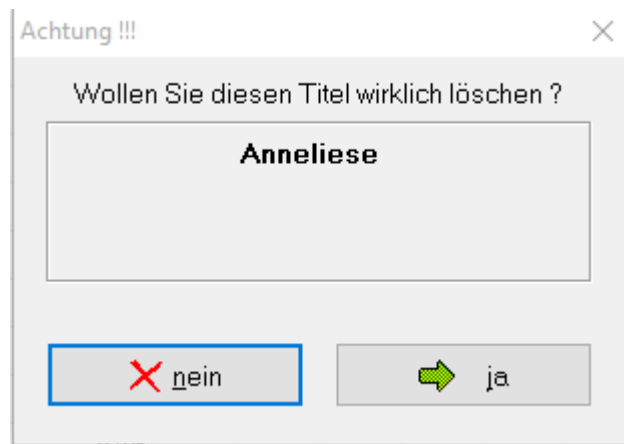 Achtung !!!
Wollen Sie diesen Titel wirklich löschen ?
Anneliese
nein
ja